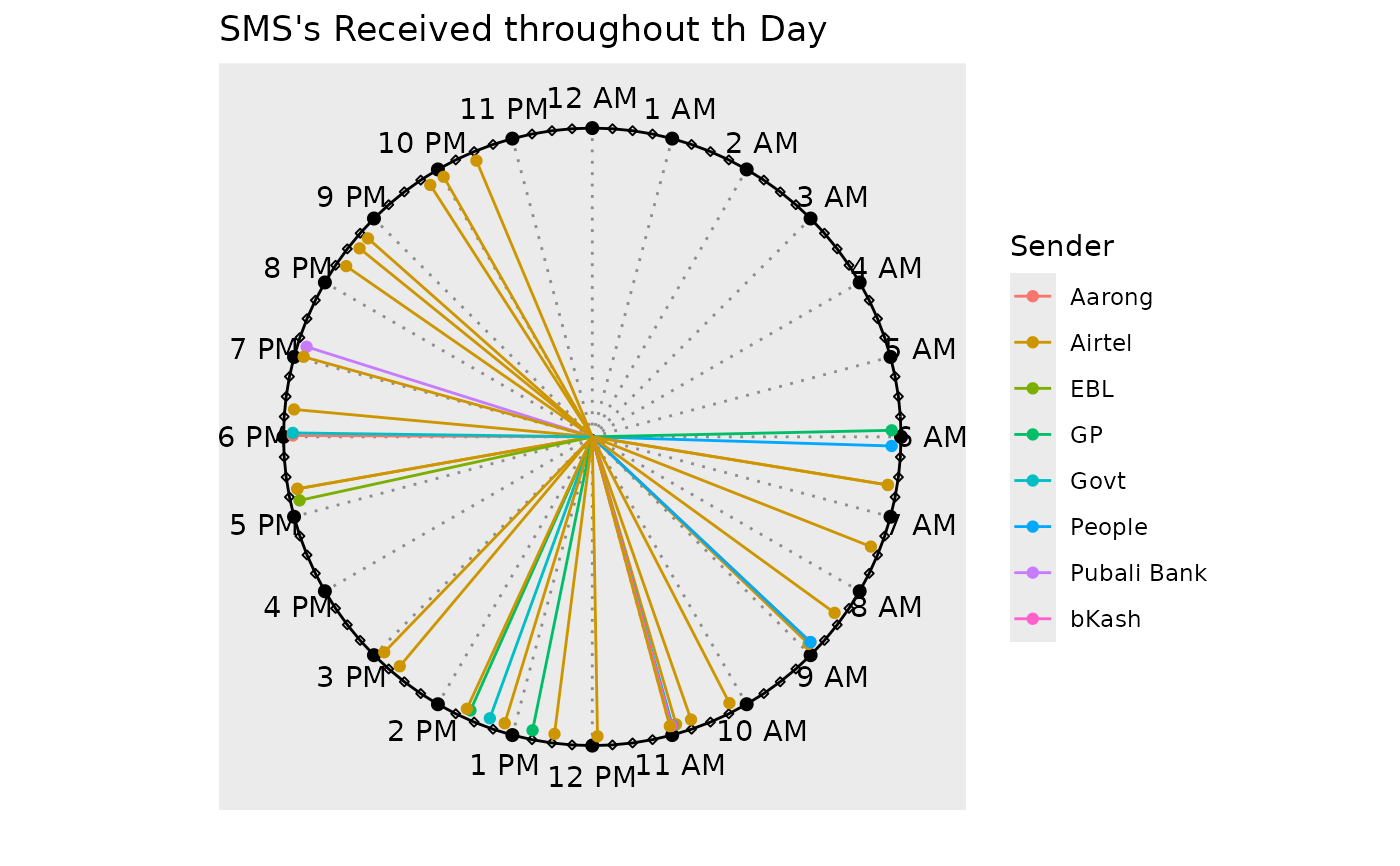 SMS's Received throughout th Day
12 AM
1 AM
2 AM
3 AM
4 AM
5 AM
6 AM
7 AM
8 AM
9 AM
10 AM
11 AM
12 PM
1 PM
2 PM
3 PM
4 PM
5 PM
6 PM
7 PM
8 PM
9 PM
10 PM
11 PM
Sender
Aarong
Airtel
EBL
GP
Govt
People
Pubali Bank
bKash